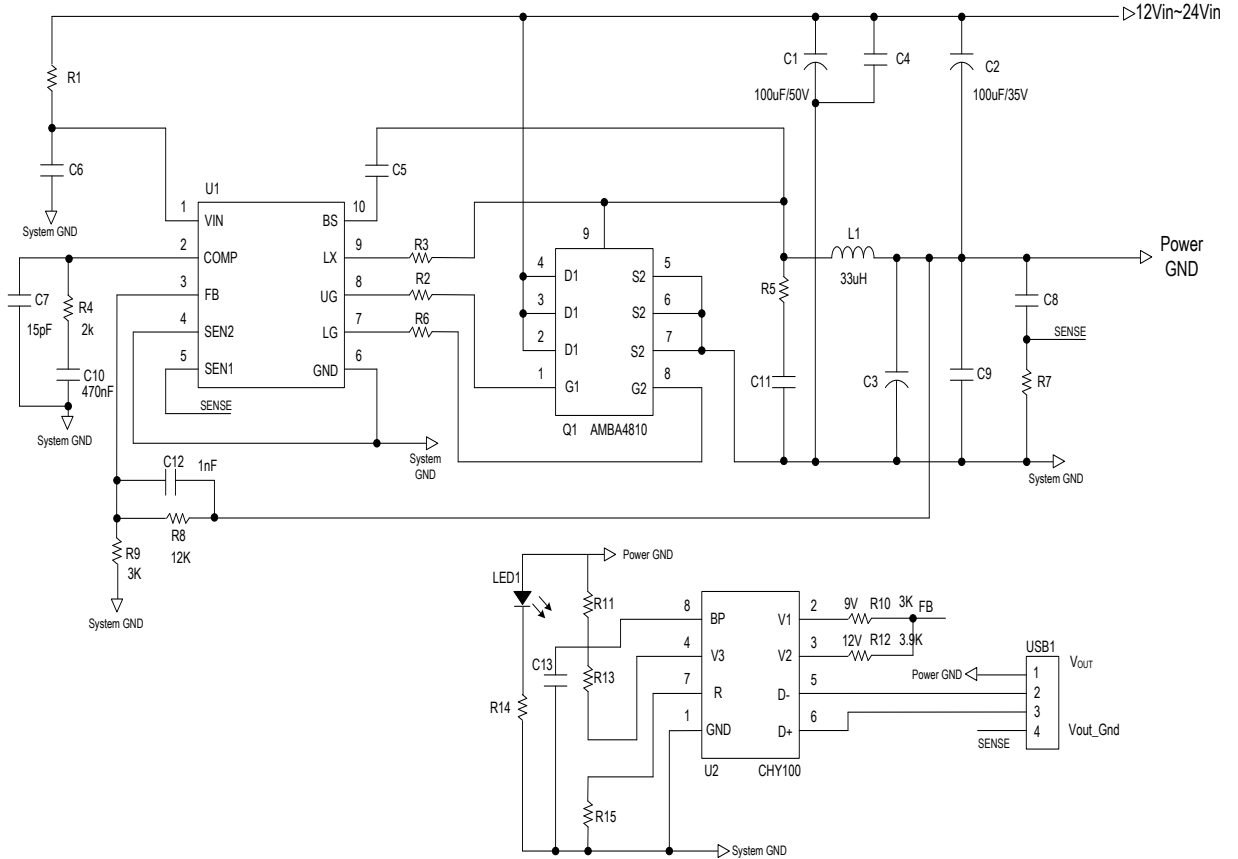 12Vin~24Vin
R1
C1
C4
C2
100uF/50V
100uF/35V
C6
C5
U1
System GND
1
VIN
BS
10
2
COMP
LX
9
R3
3
FB
UG
8
R2
4
SEN2
LG
7
R6
5
SEN1
GND
6
SENSE
C7
15pF
R4
2k
C10
470nF
System GND
System
GND
9
4
D1
S2
5
3
D1
S2
6
2
D1
S2
7
1
G1
G2
8
Q1 AMBA4810
L1
33uH
Power
GND
R5
C11
C3
C9
C8
SENSE
R7
System GND
C12
1nF
R8
12K
R9
3K
System GND
Power GND
LED1
R11
R13
C13
R14
R15
8
BP
V1
2
9V R10 3K
FB
4
V3
V2
3
12V R12 3.9K
7
R
D-
5
1
GND
D+
6
U2
CHY100
USB1
Power GND
1
VOUT
2
3
4
Vout_Gnd
SENSE
System GND